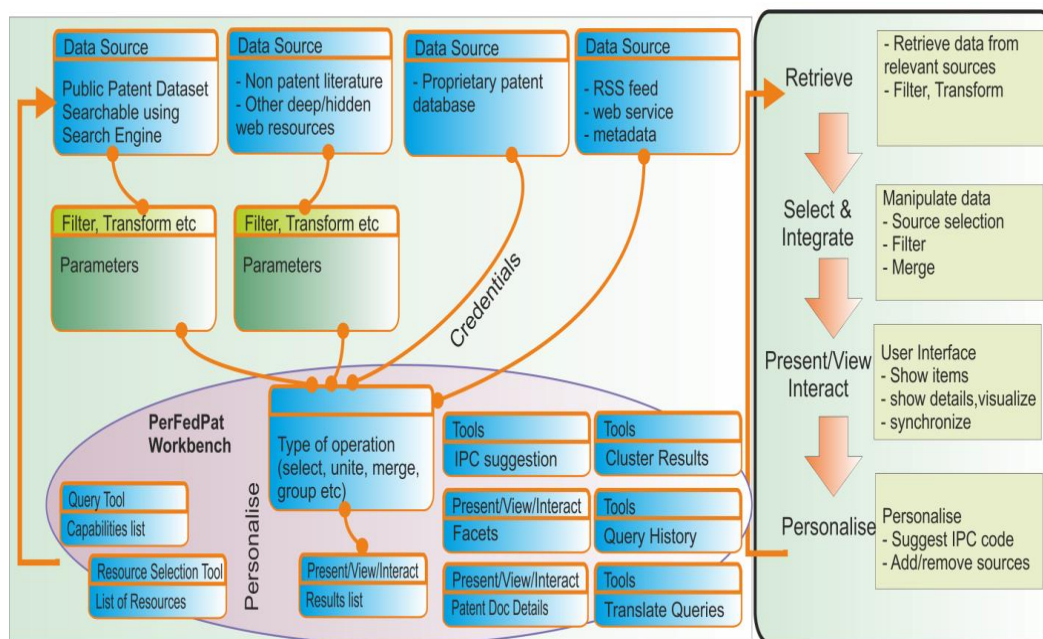 Data Source
Public Patent Dataset
Searchable using
Search Engine
Data Source
- Non patent literature
- Other deep/hidden
web resources
Data Source
- Proprietary patent
database
Data Source
- RSS feed
- web service
- metadata
Filter, Transform etc
Parameters
Filter, Transform etc
Parameters
Credentials
PerFedPat
Workbench
Personalise
Type of operation
(select, unite, merge,
group etc)
Query Tool
Capabilities list
Resource Selection Tool
List of Resources
Present/View/Interact
Results list
Tools
IPC suggestion
Tools
Cluster Results
Present/View/Interact
Facets
Tools
Query History
Present/View/Interact
Patent Doc Details
Tools
Translate Queries
Retrieve
- Retrieve data from
relevant sources
- Filter, Transform
Select &
Integrate
Manipulate data
- Source selection
- Filter
- Merge
Present/View
Interact
User Interface
- Show items
- show details,visualize
- synchronize
Personalise
Personalise
- Suggest IPC code
- Add/remove sources